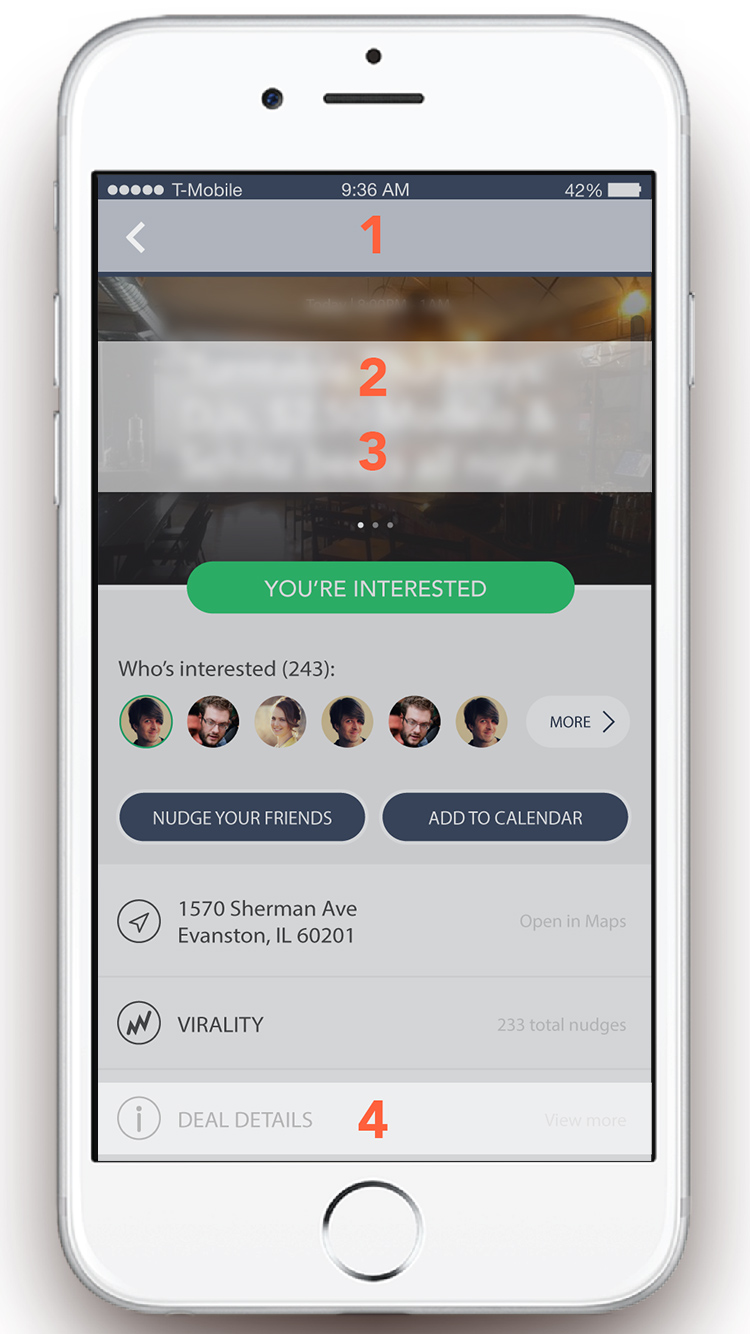 T-Mobile 9:36 AM 42%
1
2
3
YOU'RE INTERESTED
Who's interested (243):
MORE
NUDGE YOUR FRIENDS ADD TO CALENDAR
1570 Sherman Ave
Evanston, IL 60201
Open in Maps
VIRALITY 233 total nudges
DEAL DETAILS 4 View more